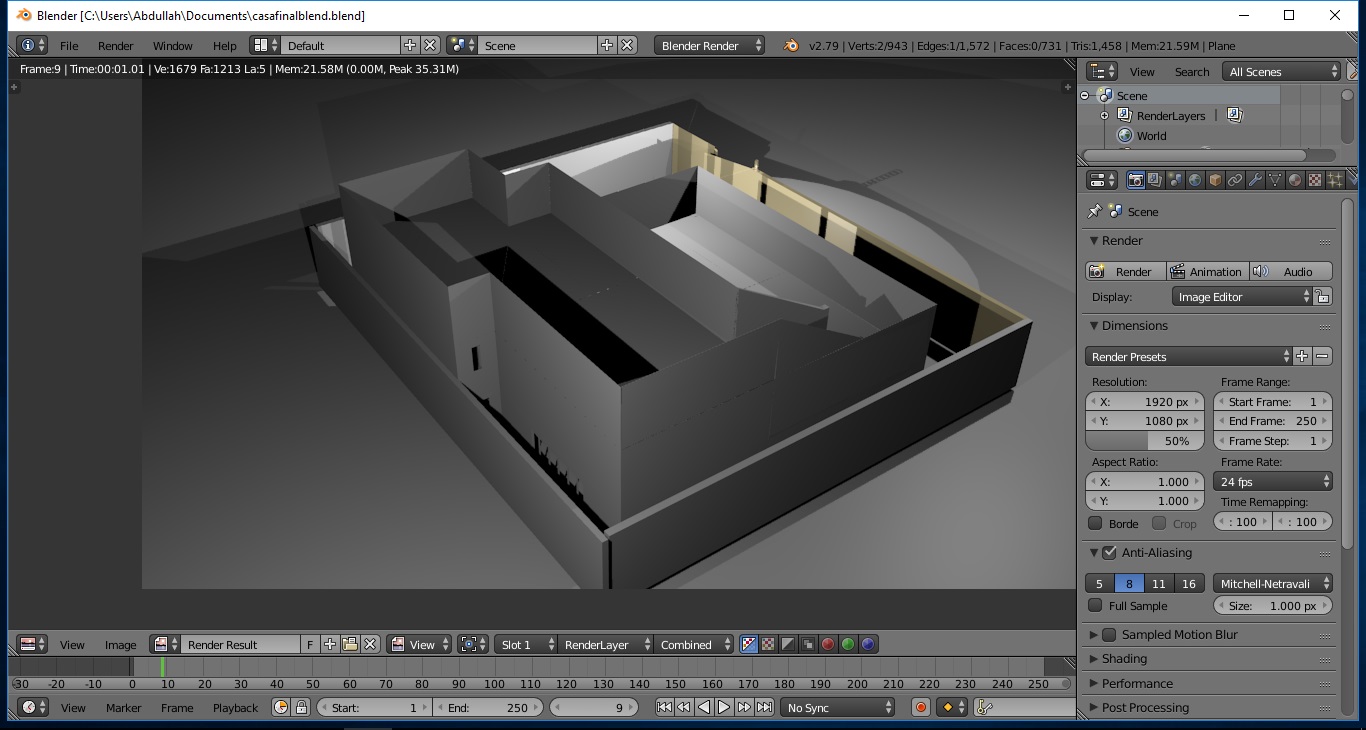 Blender [C:\Users\Abdullah\Documents\casafinalblend.blend]
File Render Window Help Default Scene Blender Render v2.79 | Verts:2/943 | Edges:1/1,572 | Faces:0/731 | Tris:1,458 | Mem:21.59M | Plane
Frame:9 | Time:00:01.01 | Ve:1679 Fa:1213 La:5 | Mem:21.58M (0.00M, Peak 35.31M)
View Search All Scenes
Scene
RenderLayers |
World
Scene
Render
Render Animation Audio
Display: Image Editor
Dimensions
Render Presets
Resolution: Frame Range:
X: 1920 px Start Frame: 1
Y: 1080 px End Frame: 250
50% Frame Step: 1
Aspect Ratio: Frame Rate:
X: 1.000 24 fps
Y: 1.000 Time Remapping:
Borde Crop : 100 : 100
Anti-Aliasing
5 8 11 16 Mitchell-Netravali
Full Sample Size: 1.000 px
Sampled Motion Blur
Shading
Performance
Post Processing
View Image Render Result F View Slot 1 RenderLayer Combined
-30 -20 -10 0 10 20 30 40 50 60 70 80 90 100 110 120 130 140 150 160 170 180 190 200 210 220 230 240 250
View Marker Frame Playback Start: 1 End: 250 9 No Sync